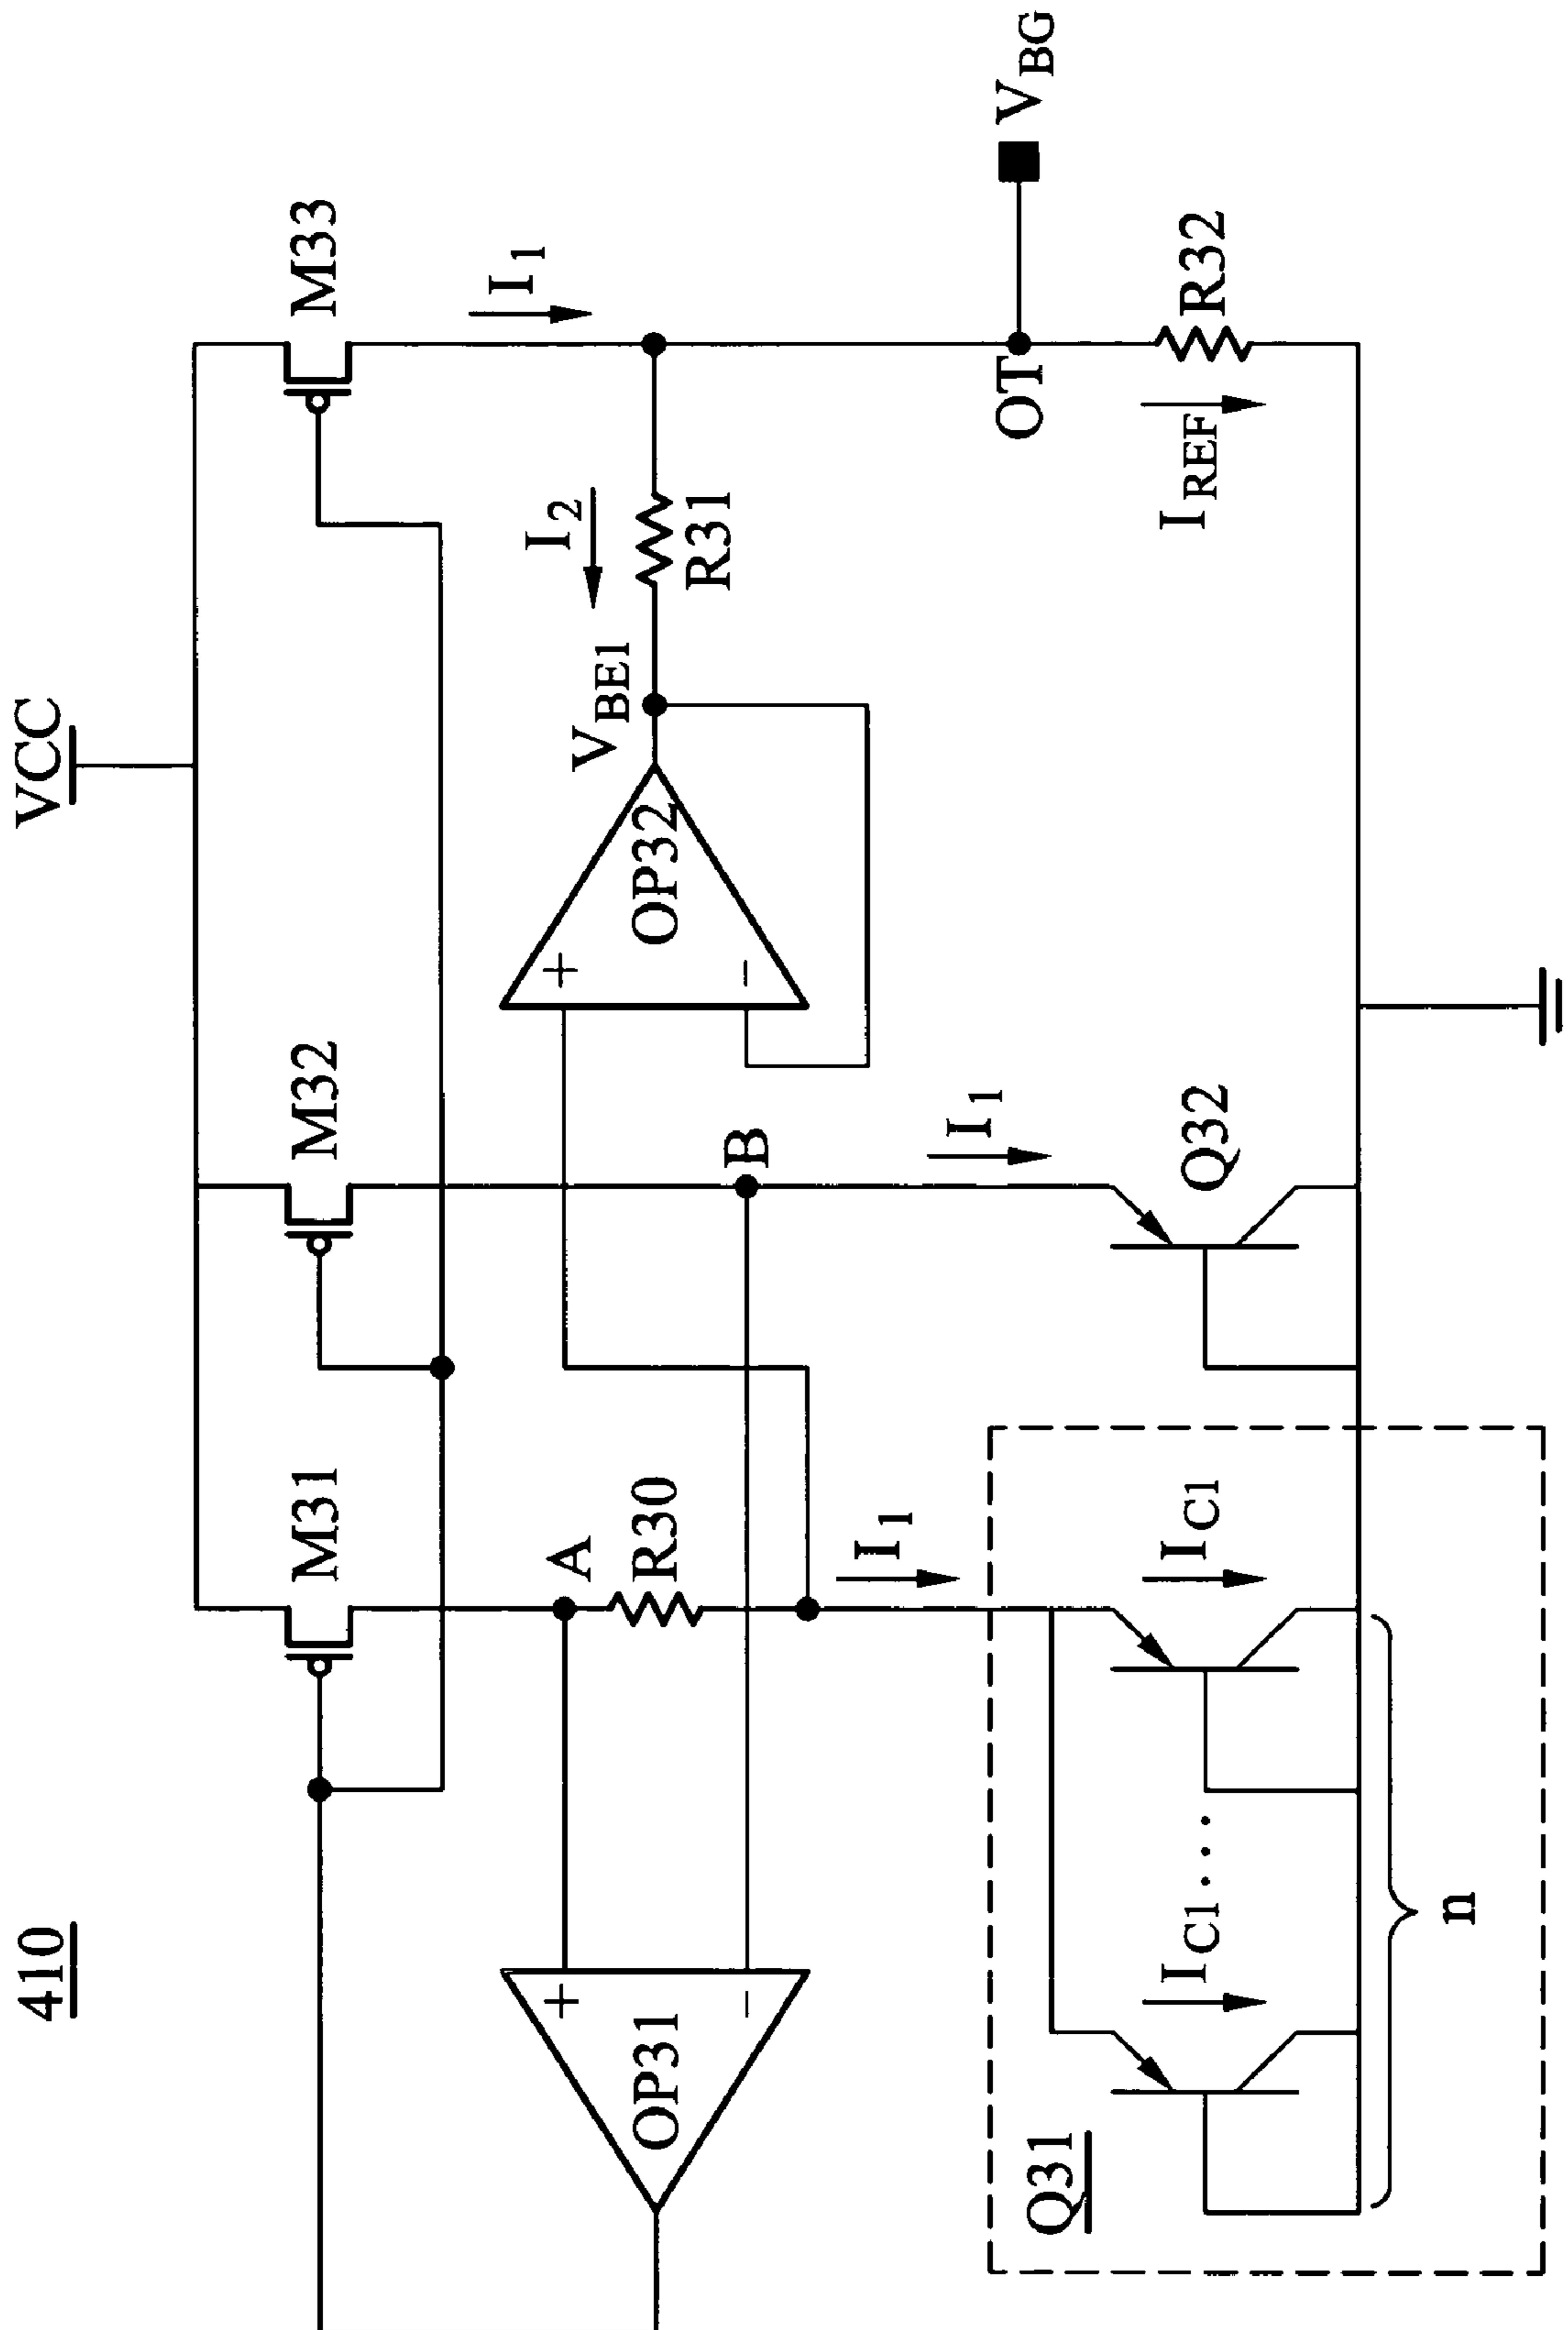 410
VCC
M31
M32
M33
I1
I2
VBE1
R31
OP31
+
-
A
R30
B
+
-
OP32
I1
I1
OT
VBG
Q31
IC1
IC1
Q32
IREF
R32
n